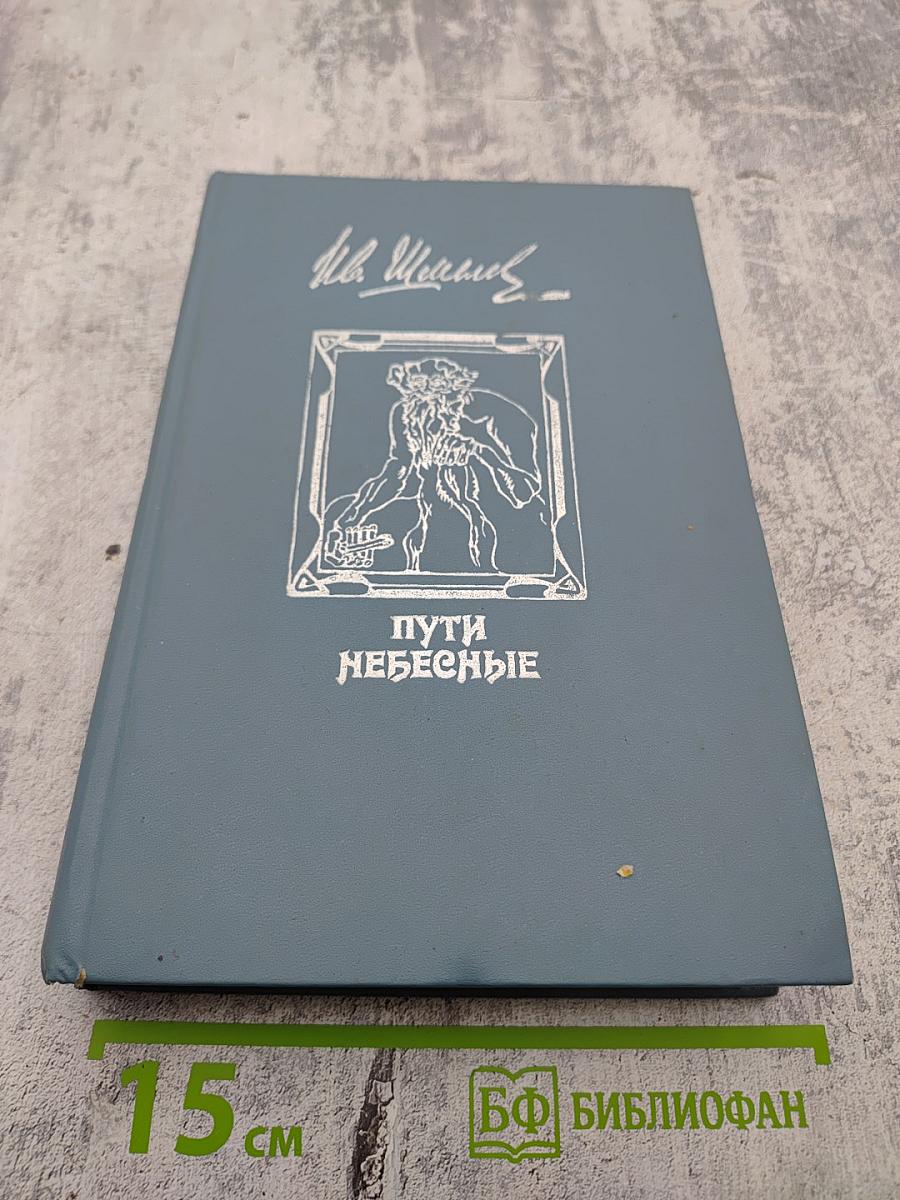 Ив. Шмелев
ПУТИ
НЕБЕСНЫЕ
15 см
БФ БИБЛИОФАН